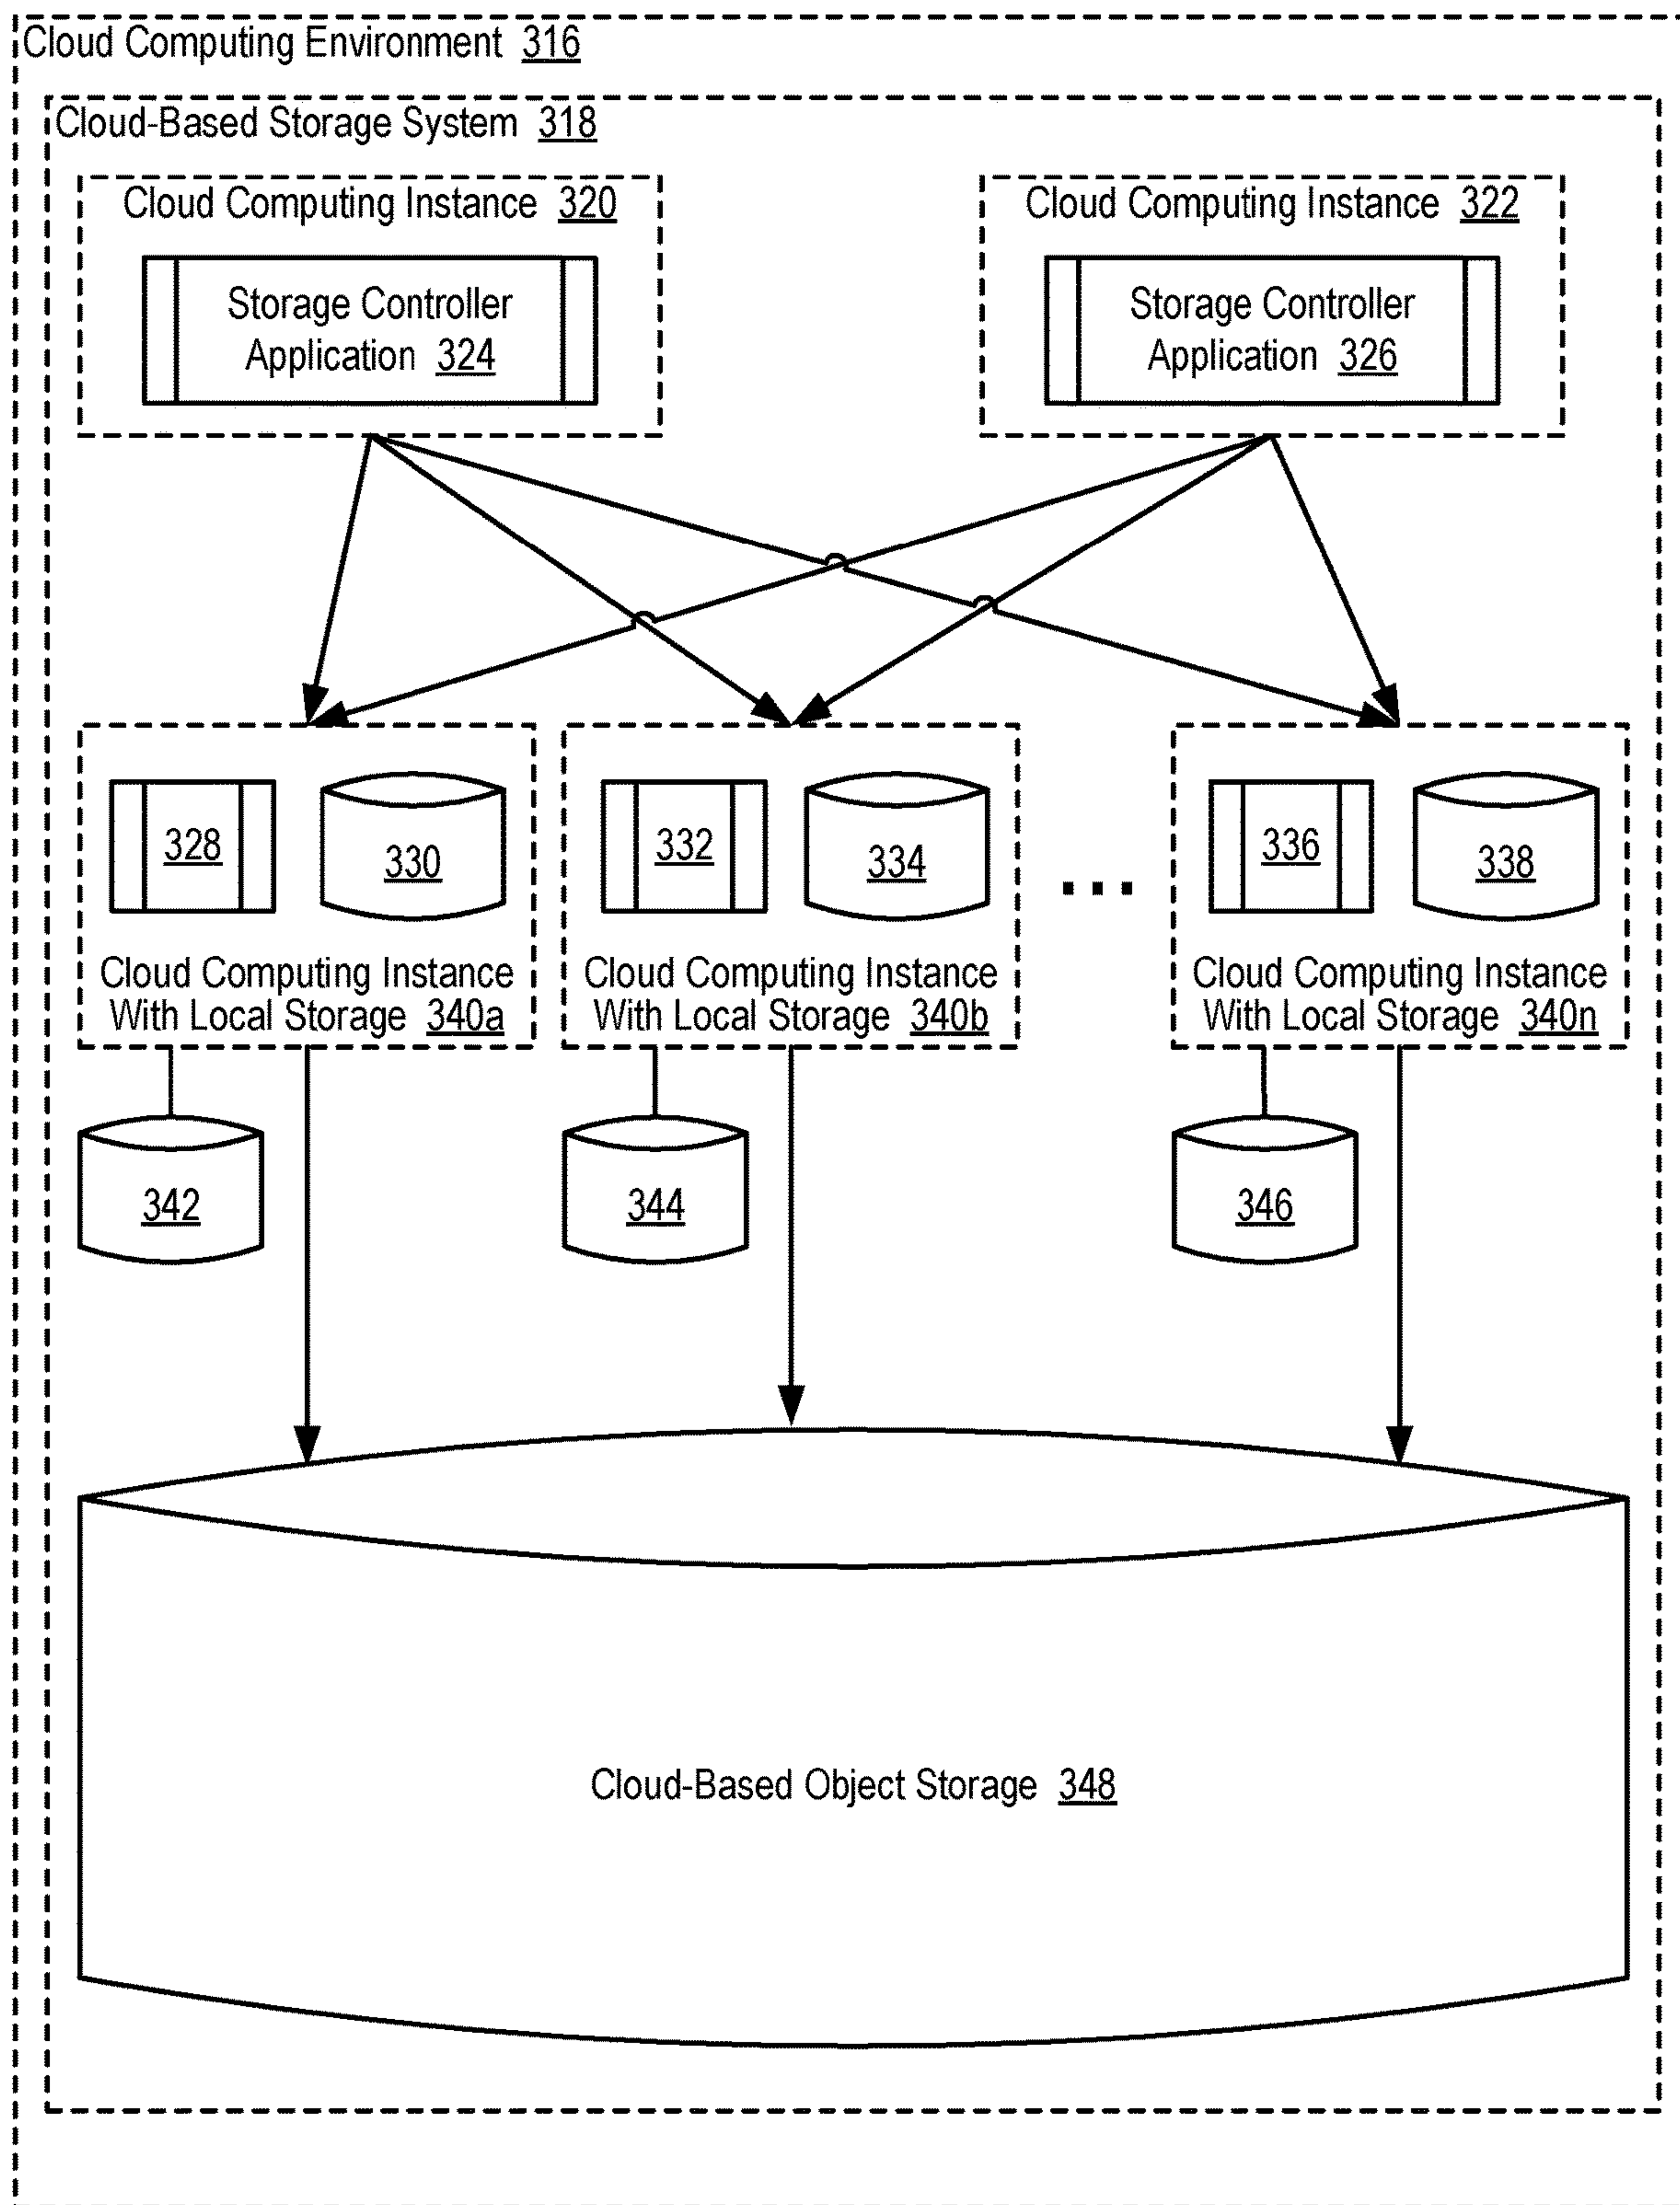 Cloud Computing Environment 316
Cloud-Based Storage System 318
Cloud Computing Instance 320
Storage Controller
Application 324
Cloud Computing Instance 322
Storage Controller
Application 326
328
330
Cloud Computing Instance
With Local Storage 340a
332
334
Cloud Computing Instance
With Local Storage 340b
...
336
338
Cloud Computing Instance
With Local Storage 340n
342
344
346
Cloud-Based Object Storage 348